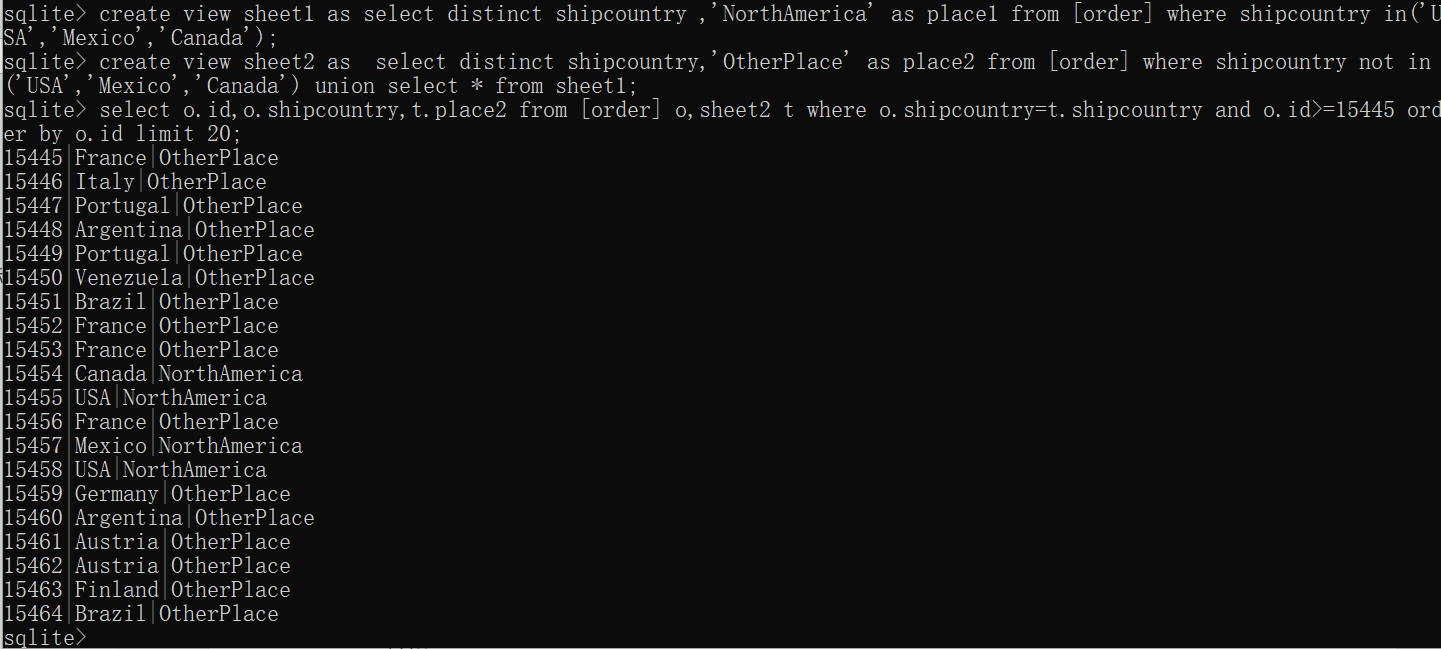 sqlite> create view sheet1 as select distinct shipcountry ,'NorthAmerica' as place1 from [order] where shipcountry in('U
SA','Mexico','Canada');
sqlite> create view sheet2 as  select distinct shipcountry,'OtherPlace' as place2 from [order] where shipcountry not in
('USA','Mexico','Canada') union select * from sheet1;
sqlite> select o.id,o.shipcountry,t.place2 from [order] o,sheet2 t where o.shipcountry=t.shipcountry and o.id>=15445 ord
er by o.id limit 20;
15445|France|OtherPlace
15446|Italy|OtherPlace
15447|Portugal|OtherPlace
15448|Argentina|OtherPlace
15449|Portugal|OtherPlace
15450|Venezuela|OtherPlace
15451|Brazil|OtherPlace
15452|France|OtherPlace
15453|France|OtherPlace
15454|Canada|NorthAmerica
15455|USA|NorthAmerica
15456|France|OtherPlace
15457|Mexico|NorthAmerica
15458|USA|NorthAmerica
15459|Germany|OtherPlace
15460|Argentina|OtherPlace
15461|Austria|OtherPlace
15462|Austria|OtherPlace
15463|Finland|OtherPlace
15464|Brazil|OtherPlace
sqlite>